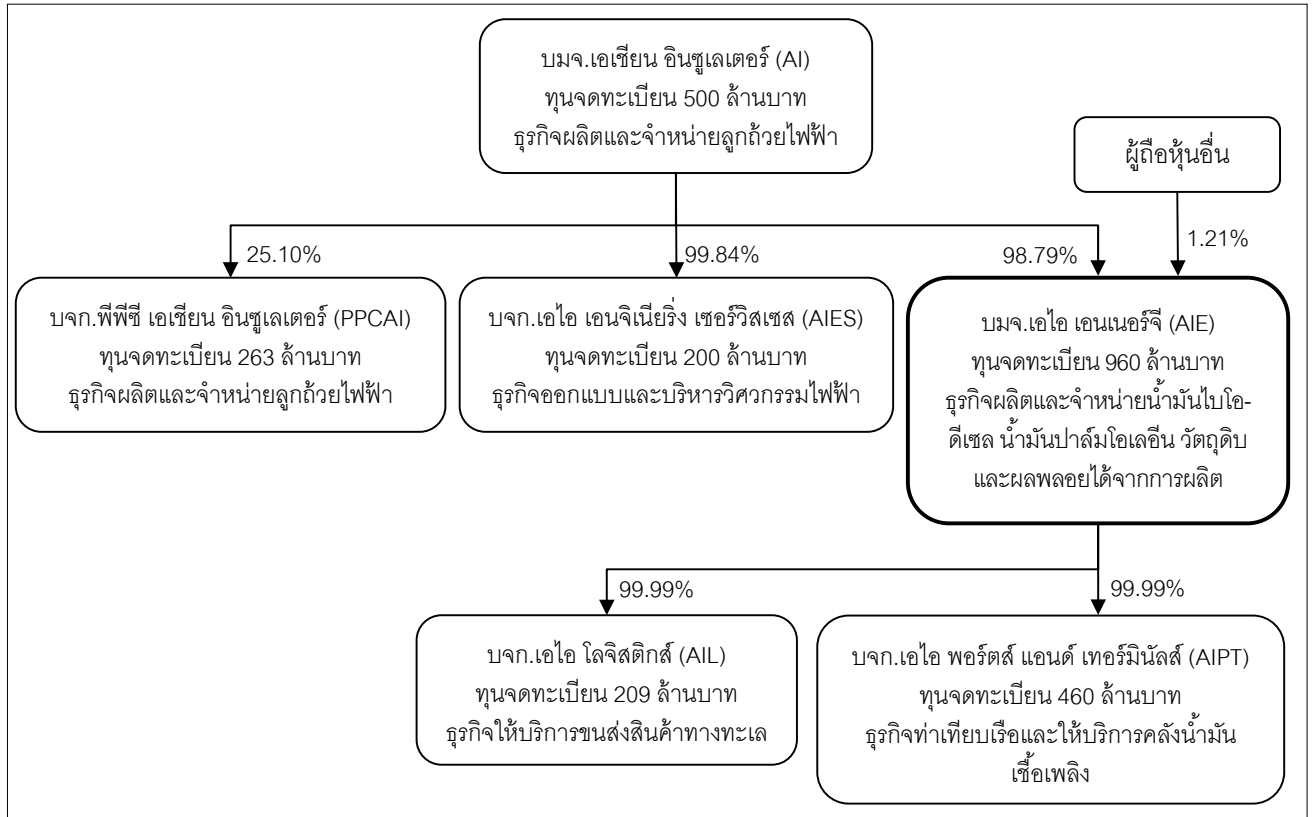 บมจ.เอเชียน อินซูเลเตอร์ (AI)
ทุนจดทะเบียน 500 ล้านบาท
ธุรกิจผลิตและจำหน่ายลูกถ้วยไฟฟ้า
ผู้ถือหุ้นอื่น
25.10%
99.84%
98.79%
1.21%
บจก.พีพีซี เอเชียน อินซูเลเตอร์ (PPCAI)
ทุนจดทะเบียน 263 ล้านบาท
ธุรกิจผลิตและจำหน่ายลูกถ้วยไฟฟ้า
บจก.เอไอ เอนจิเนียริ่ง เซอร์วิสเซส (AIES)
ทุนจดทะเบียน 200 ล้านบาท
ธุรกิจออกแบบและบริหารวิศวกรรมไฟฟ้า
บมจ.เอไอ เอนเนอร์จี (AIE)
ทุนจดทะเบียน 960 ล้านบาท
ธุรกิจผลิตและจำหน่ายน้ำมันไบโอ-
ดีเซล น้ำมันปาล์มโอเลอีน วัตถุดิบ
และผลพลอยได้จากการผลิต
99.99%
99.99%
บจก.เอไอ โลจิสติกส์ (AIL)
ทุนจดทะเบียน 209 ล้านบาท
ธุรกิจให้บริการขนส่งสินค้าทางทะเล
บจก.เอไอ พอร์ตส์ แอนด์ เทอร์มินัลส์ (AIPT)
ทุนจดทะเบียน 460 ล้านบาท
ธุรกิจท่าเทียบเรือและให้บริการคลังน้ำมัน
เชื้อเพลิง